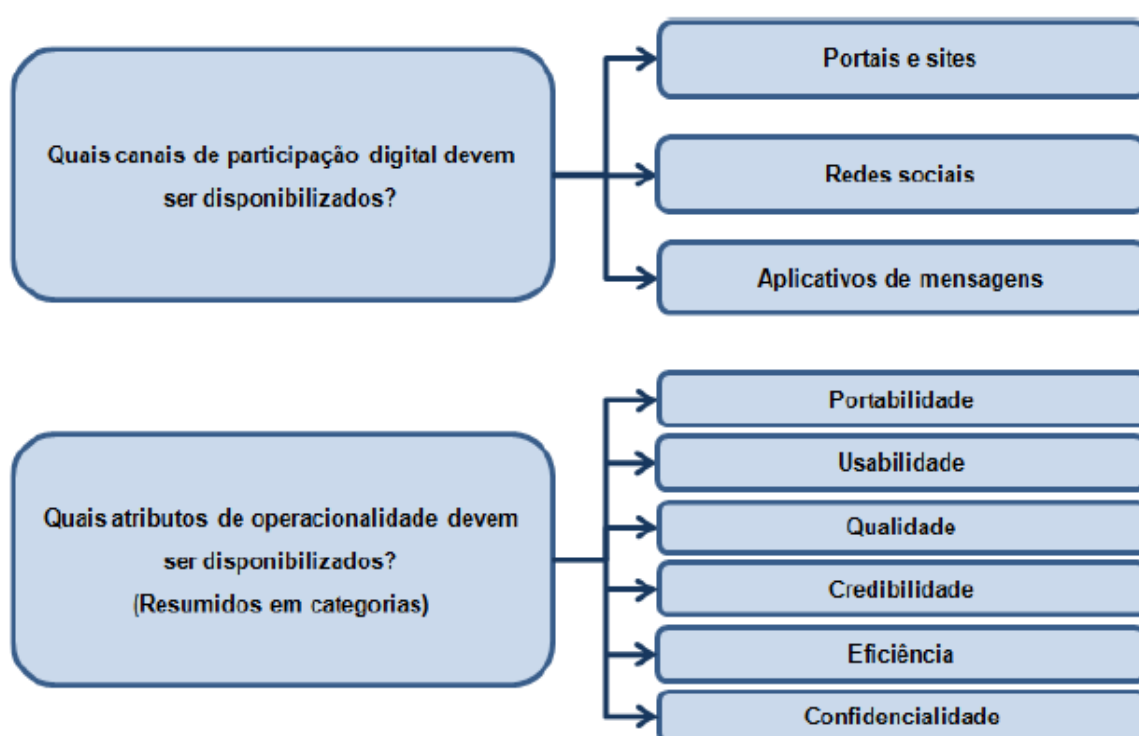 Quais canais de participação digital devem
ser disponibilizados?
Portais e sites
Redes sociais
Aplicativos de mensagens
Quais atributos de operacionalidade devem
ser disponibilizados?
(Resumidos em categorias)
Portabilidade
Usabilidade
Qualidade
Credibilidade
Eficiência
Confidencialidade